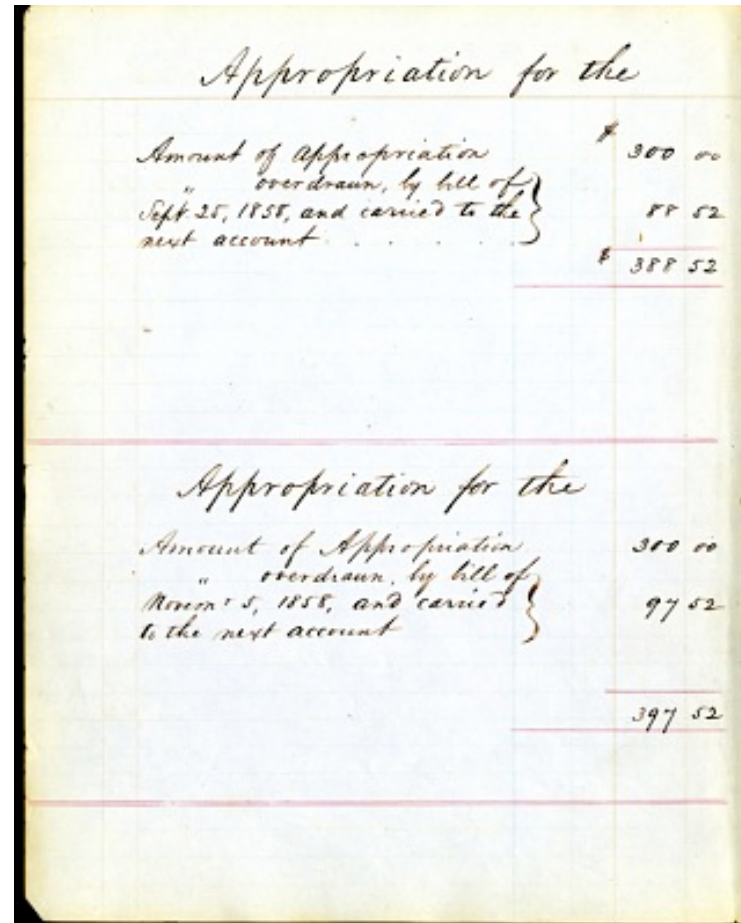 Appropriation for the
Amount of Appropriation $ 300 00
" overdrawn, by bill of
Sept. 25, 1858, and carried to the 88 52
next account . . . . .
$ 388 52
Appropriation for the
Amount of Appropriation 300 00
" overdrawn, by bill of
Novemr 5, 1858, and carried 97 52
to the next account
397 52